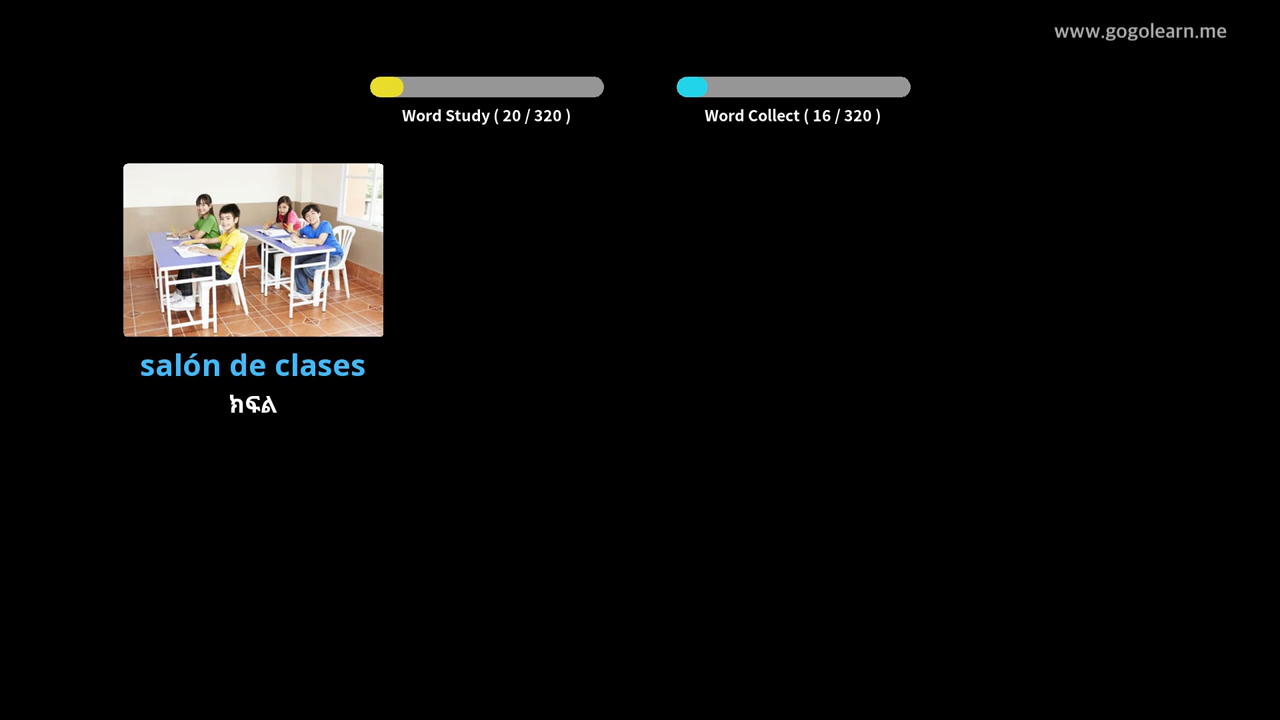 www.gogolearn.me
Word Study ( 20 / 320 )
Word Collect ( 16 / 320 )
salón de clases
ክፍል